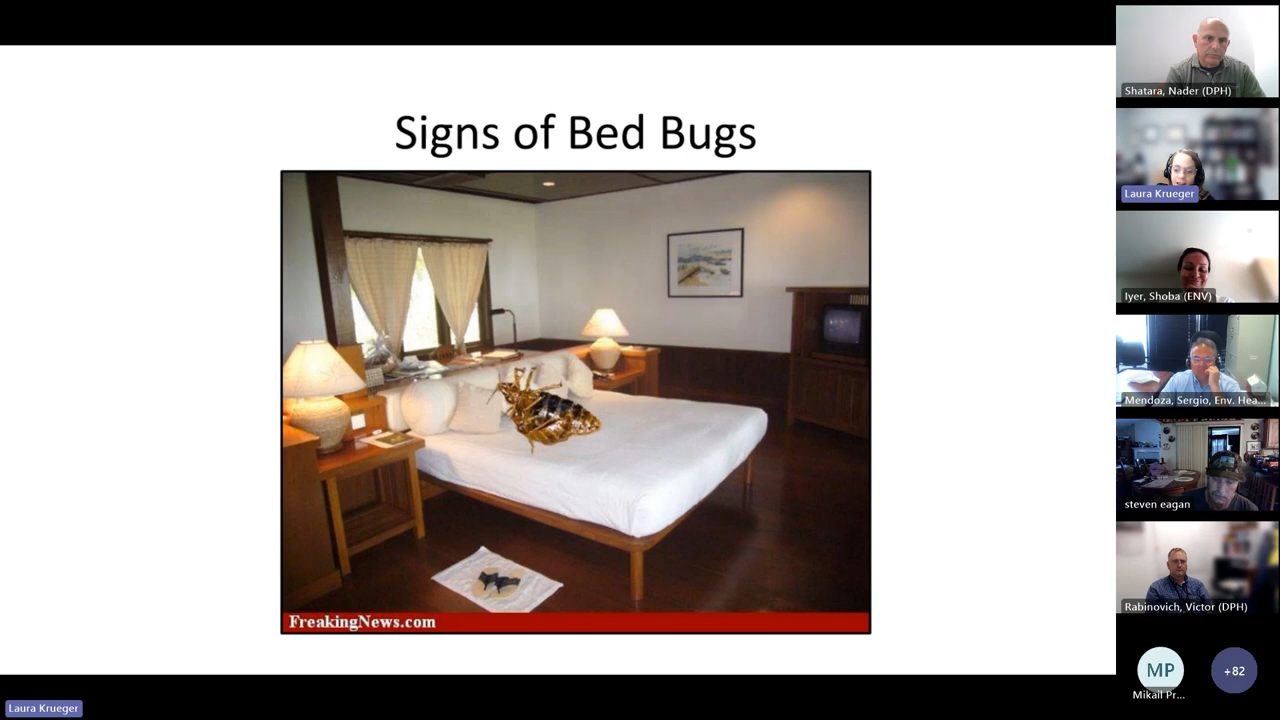 Signs of Bed Bugs
FreakingNews.com
Shatara, Nader (DPH)
Laura Krueger
Iyer, Shoba (ENV)
Mendoza, Sergio, Env. Hea...
steven eagan
Rabinovich, Victor (DPH)
MP
Mikail Pr...
+82
Laura Krueger